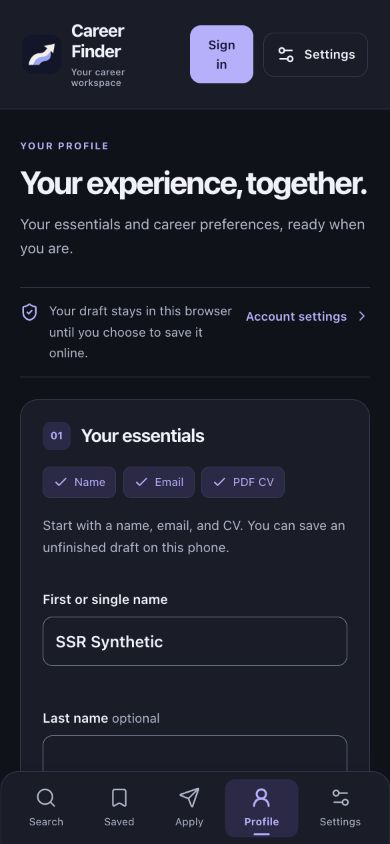 Career
Finder
Your career
workspace
Sign
in
Settings
YOUR PROFILE
Your experience, together.
Your essentials and career preferences, ready when
you are.
Your draft stays in this browser
until you choose to save it
online.
Account settings
01
Your essentials
Name
Email
PDF CV
Start with a name, email, and CV. You can save an
unfinished draft on this phone.
First or single name
SSR Synthetic
Last name optional
Search
Saved
Apply
Profile
Settings